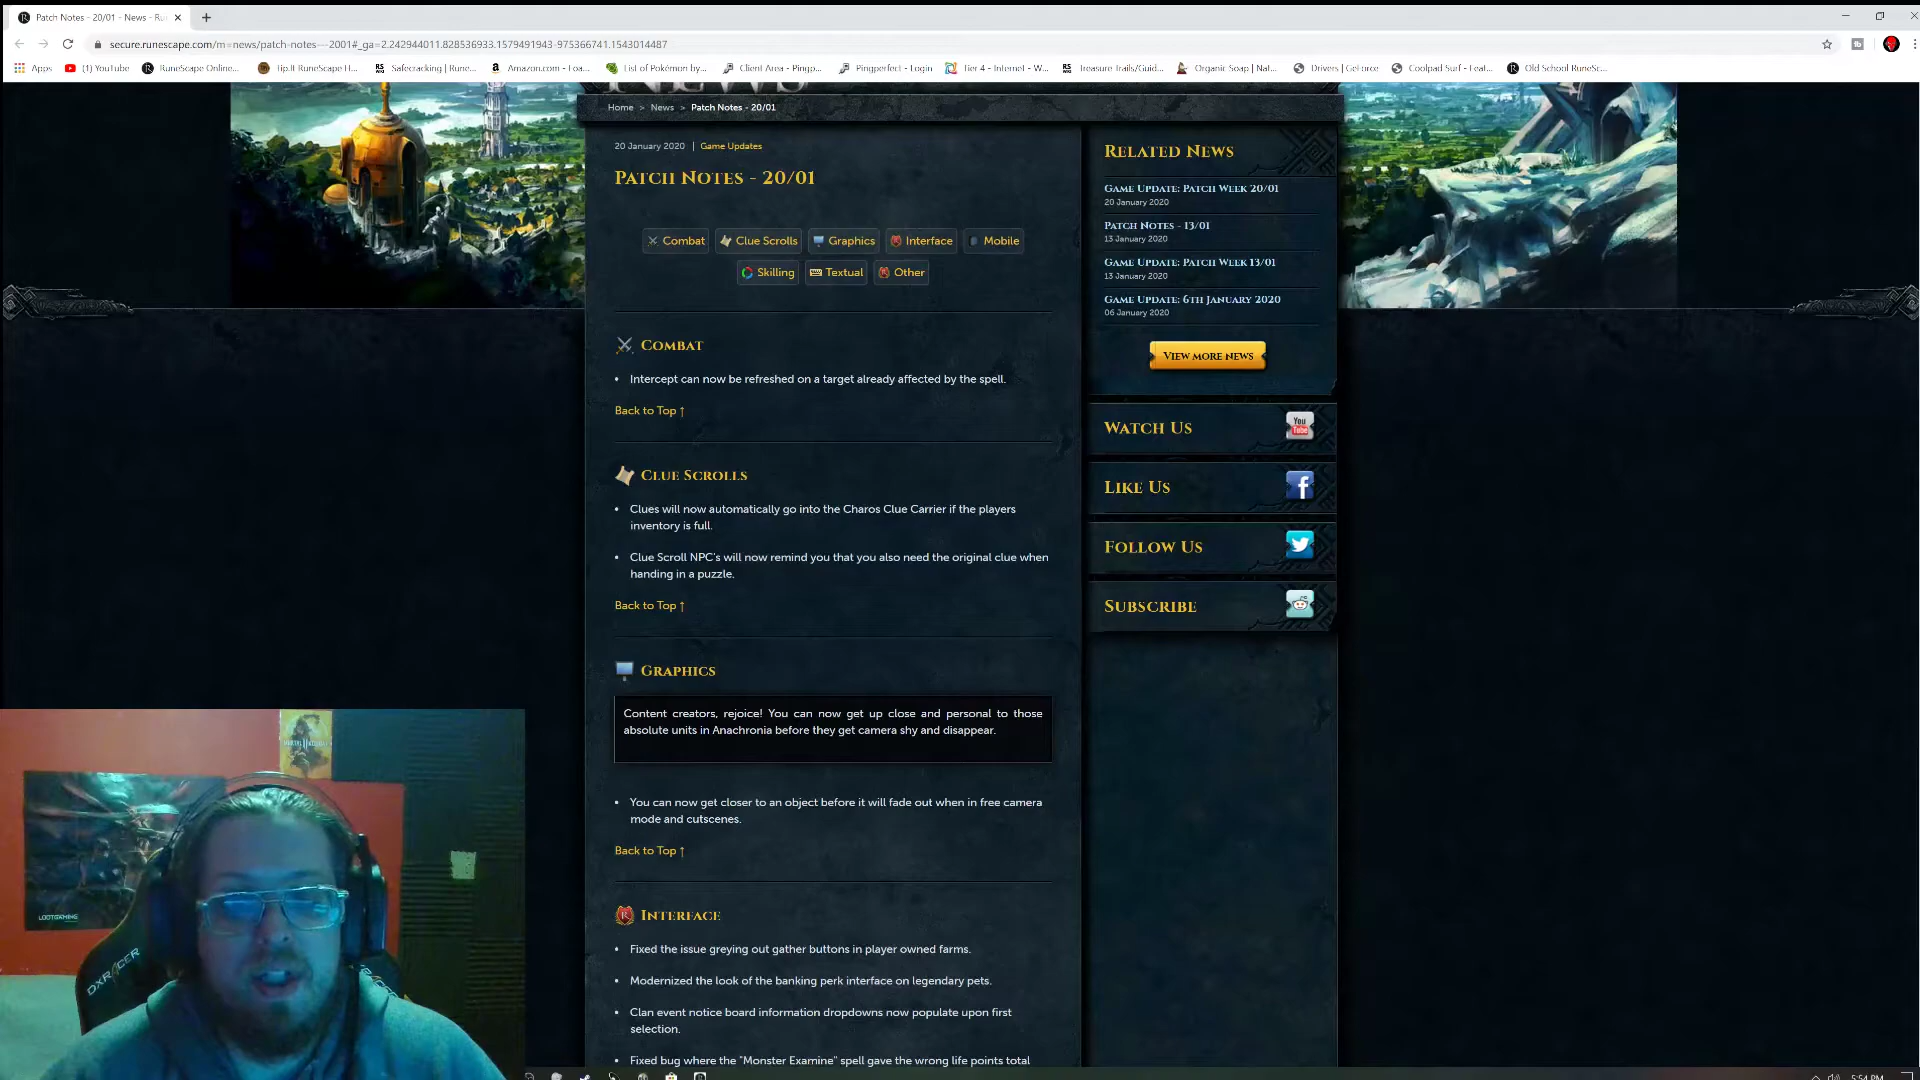 Patch Notes - 20/01 - News - Ru
secure.runescape.com/m=news/patch-notes---2001#_ga=2.242944011.828536933.1579491943-975366741.1543014487
Apps (1) YouTube RuneScape Online... Tip.It RuneScape H... Safecracking | Rune... Amazon.com - Loa... List of Pokémon by... Client Area - Pingp... Pingperfect - Login Tier 4 - Internet - W... Treasure Trails/Guid... Organic Soap | Nat... Drivers | GeForce Coolpad Surf - Feat... Old School RuneSc...
Home > News > Patch Notes - 20/01
20 January 2020 | Game Updates
Patch Notes - 20/01
Combat Clue Scrolls Graphics Interface Mobile
Skilling Textual Other
Combat
• Intercept can now be refreshed on a target already affected by the spell.
Back to Top ↑
Clue Scrolls
• Clues will now automatically go into the Charos Clue Carrier if the players
inventory is full.
• Clue Scroll NPC's will now remind you that you also need the original clue when
handing in a puzzle.
Back to Top ↑
Graphics
Content creators, rejoice! You can now get up close and personal to those
absolute units in Anachronia before they get camera shy and disappear.
• You can now get closer to an object before it will fade out when in free camera
mode and cutscenes.
Back to Top ↑
Interface
• Fixed the issue greying out gather buttons in player owned farms.
• Modernized the look of the banking perk interface on legendary pets.
• Clan event notice board information dropdowns now populate upon first
selection.
• Fixed bug where the "Monster Examine" spell gave the wrong life points total
Related News
Game Update: Patch Week 20/01
20 January 2020
Patch Notes - 13/01
13 January 2020
Game Update: Patch Week 13/01
13 January 2020
Game Update: 6th January 2020
06 January 2020
View more news
Watch Us
You Tube
Like Us
Follow Us
Subscribe
LOOTGAMING
DXRACER
5:54 PM